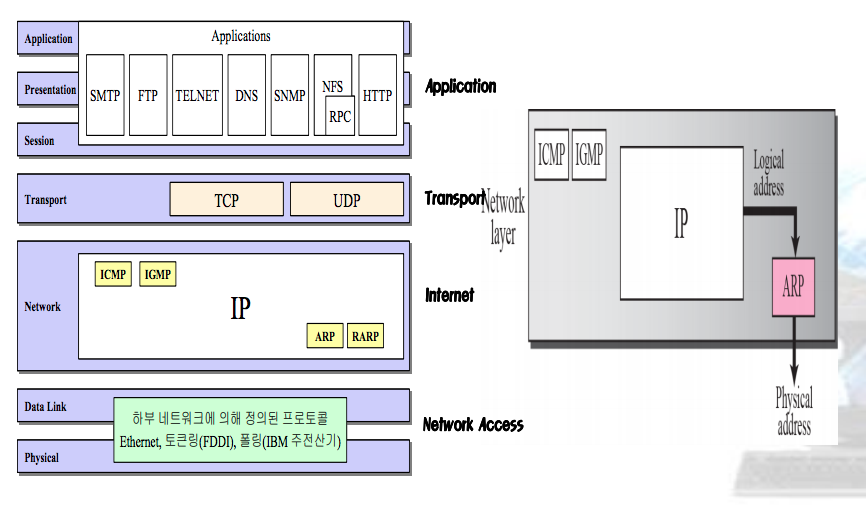 Application
Applications
SMTP
FTP
TELNET
DNS
SNMP
NFS
RPC
HTTP
Presentation
Session
Application
Transport
TCP
UDP
Transport
Network
ICMP
IGMP
IP
ARP
RARP
Internet
Data Link
Physical
하부 네트워크에 의해 정의된 프로토콜
Ethernet, 토큰링(FDDI), 폴링(IBM 주전산기)
Network Access
Network
layer
ICMP
IGMP
IP
Logical
address
ARP
Physical
address